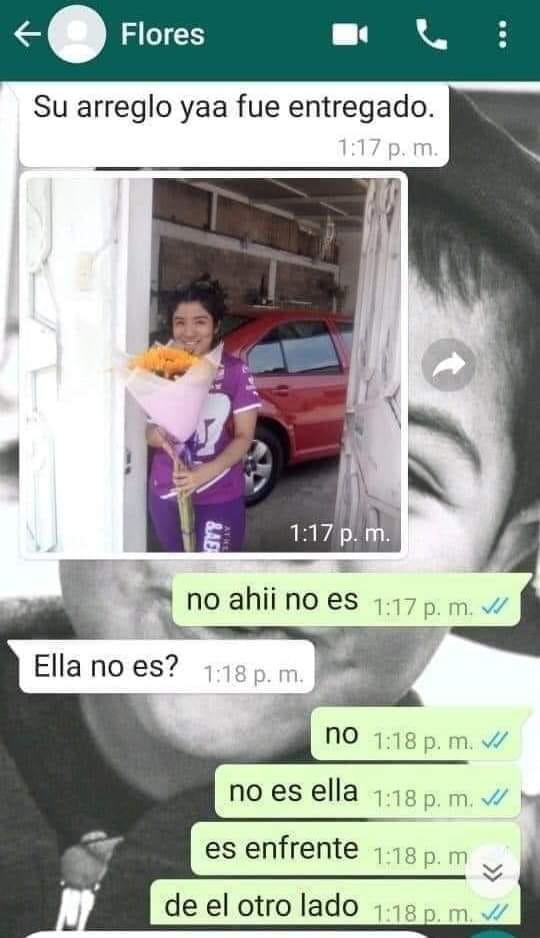 Flores
Su arreglo yaa fue entregado.
1:17 p. m.
1:17 p. m.
no ahii no es 1:17 p. m.
Ella no es? 1:18 p. m.
no 1:18 p. m.
no es ella 1:18 p. m.
es enfrente 1:18 p. m
de el otro lado 1:18 p. m.